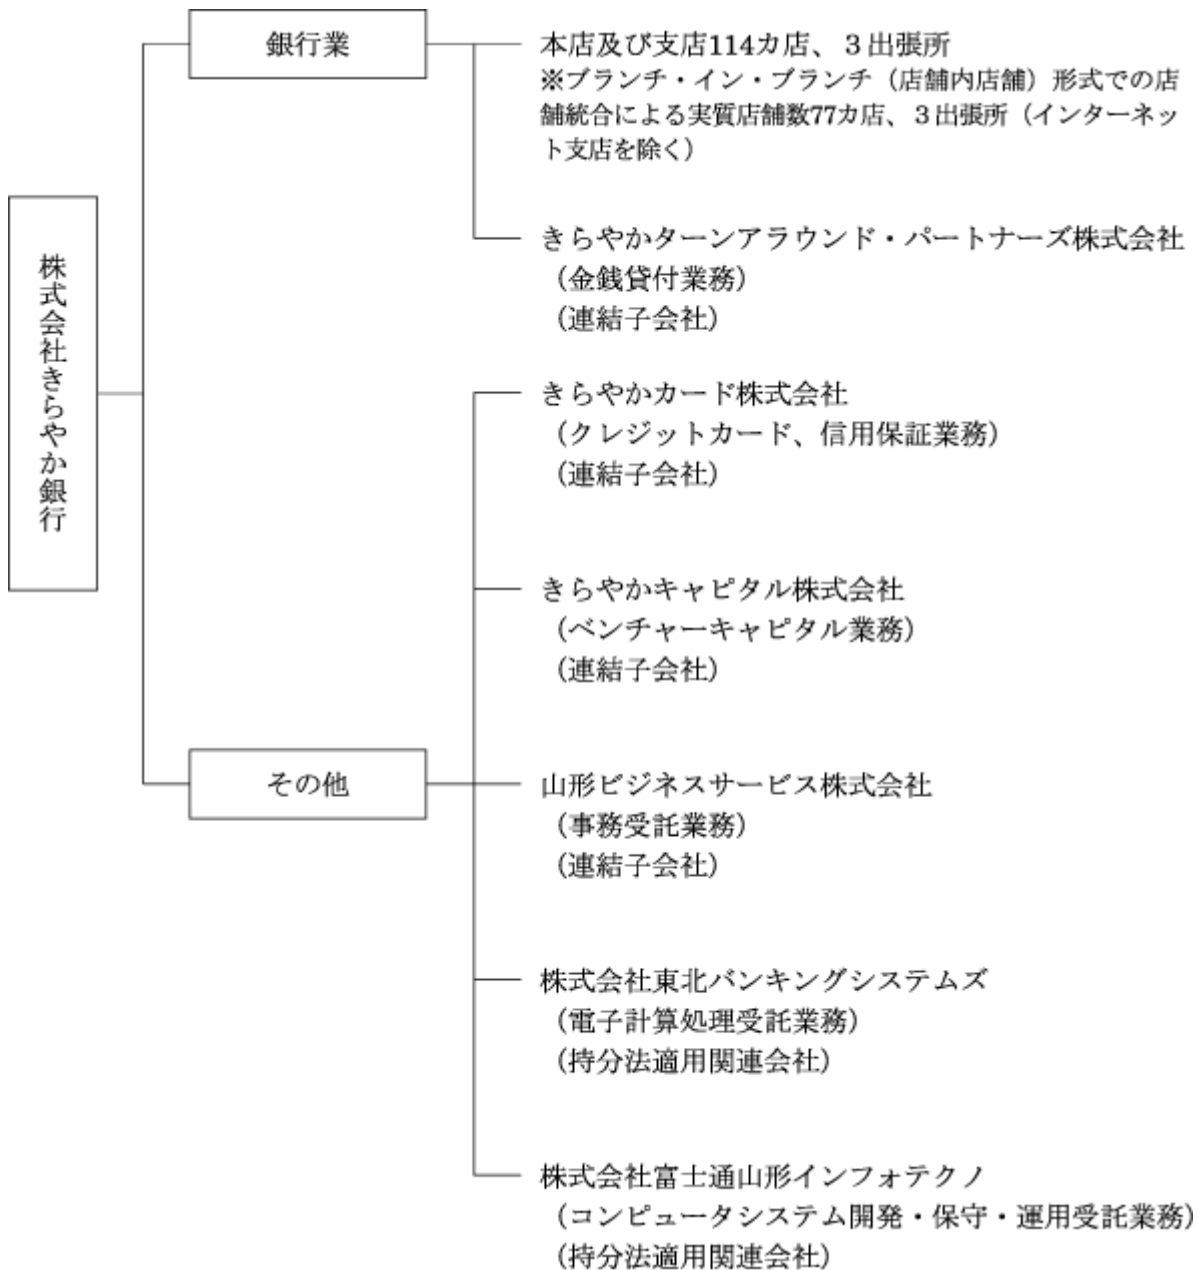 株式会社きらやか銀行
銀行業
本店及び支店114カ店、３出張所
※ブランチ・イン・ブランチ（店舗内店舗）形式での店
舗統合による実質店舗数77カ店、３出張所（インターネッ
ト支店を除く）
きらやかターンアラウンド・パートナーズ株式会社
（金銭貸付業務）
（連結子会社）
その他
きらやかカード株式会社
（クレジットカード、信用保証業務）
（連結子会社）
きらやかキャピタル株式会社
（ベンチャーキャピタル業務）
（連結子会社）
山形ビジネスサービス株式会社
（事務受託業務）
（連結子会社）
株式会社東北バンキングシステムズ
（電子計算処理受託業務）
（持分法適用関連会社）
株式会社富士通山形インフォテクノ
（コンピュータシステム開発・保守・運用受託業務）
（持分法適用関連会社）